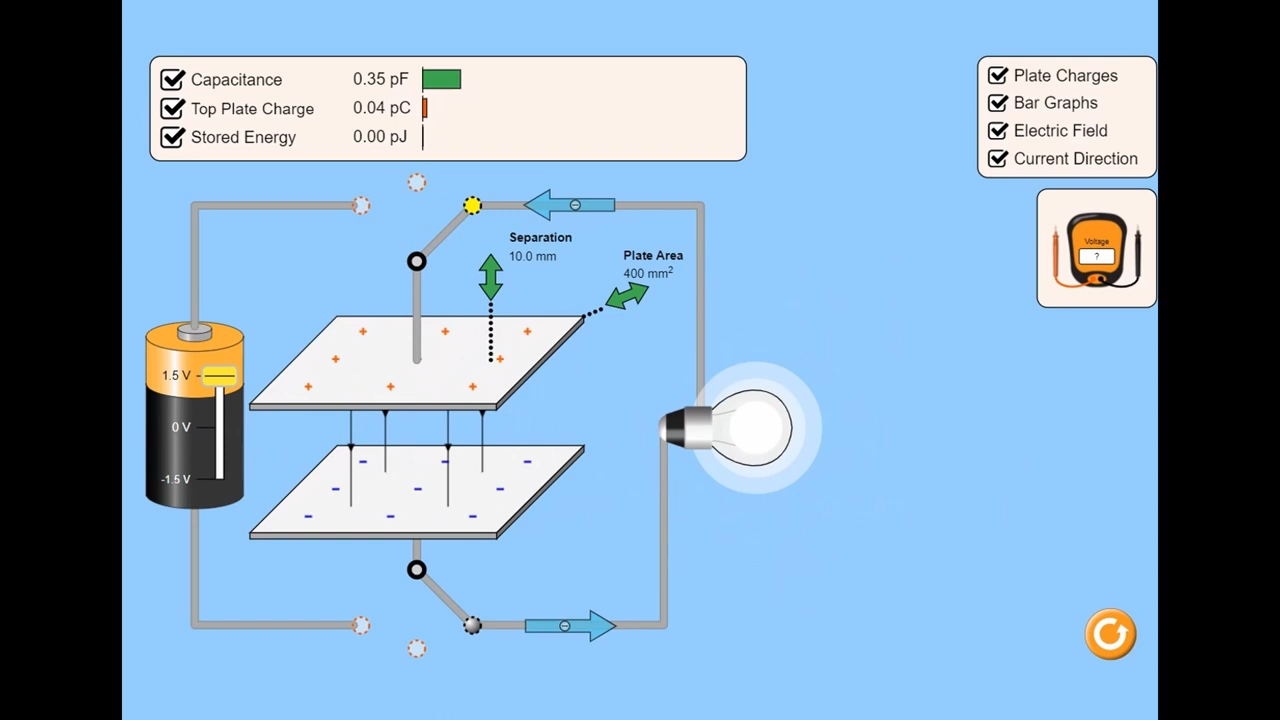 Capacitance 0.35 pF
Top Plate Charge 0.04 pC
Stored Energy 0.00 pJ
Plate Charges
Bar Graphs
Electric Field
Current Direction
Voltage
?
Separation
10.0 mm
Plate Area
400 mm²
1.5 V
0 V
-1.5 V